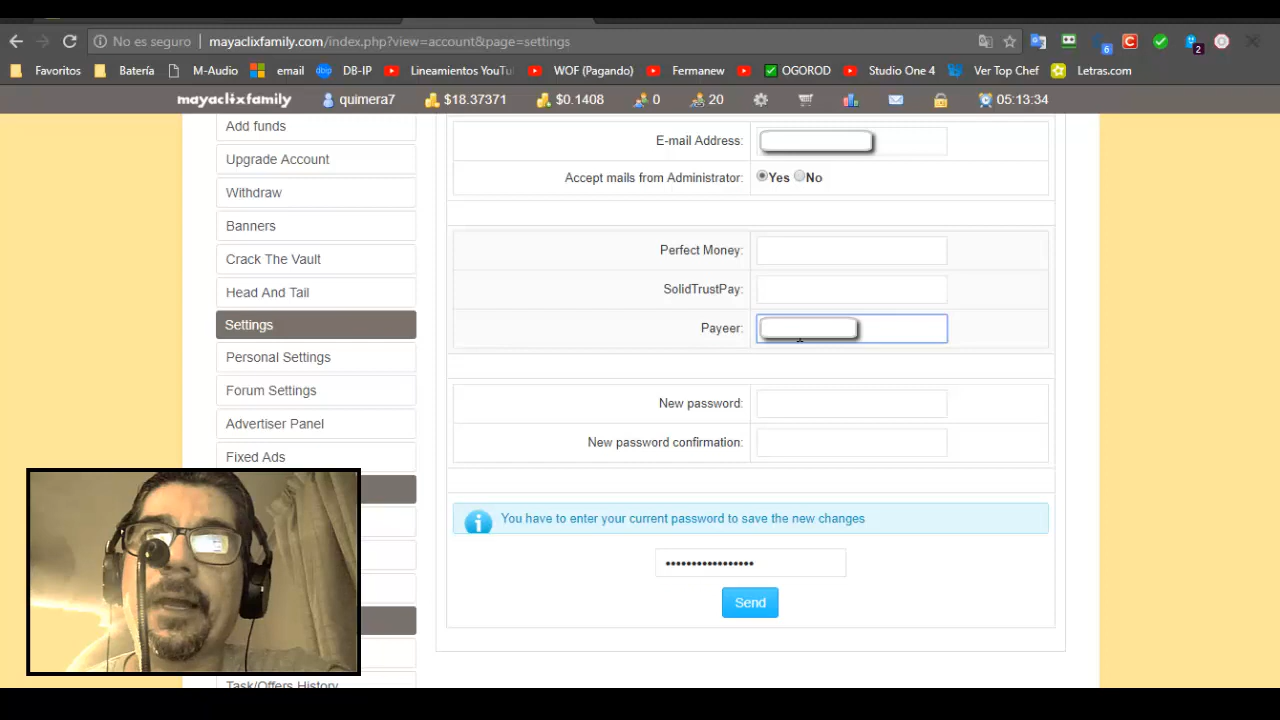 No es seguro mayaclixfamily.com/index.php?view=account&page=settings 6 2
Favoritos Batería M-Audio email DB-IP Lineamientos YouTu WOF (Pagando) Fermanew OGOROD Studio One 4 Ver Top Chef Letras.com
mayaclixfamily quimera7 $18.37371 $0.1408 0 20 05:13:34
Add funds
Upgrade Account
Withdraw
Banners
Crack The Vault
Head And Tail
Settings
Personal Settings
Forum Settings
Advertiser Panel
Fixed Ads
Task/Offers History
E-mail Address:
Accept mails from Administrator: Yes No
Perfect Money:
SolidTrustPay:
Payeer:
New password:
New password confirmation:
You have to enter your current password to save the new changes
Send